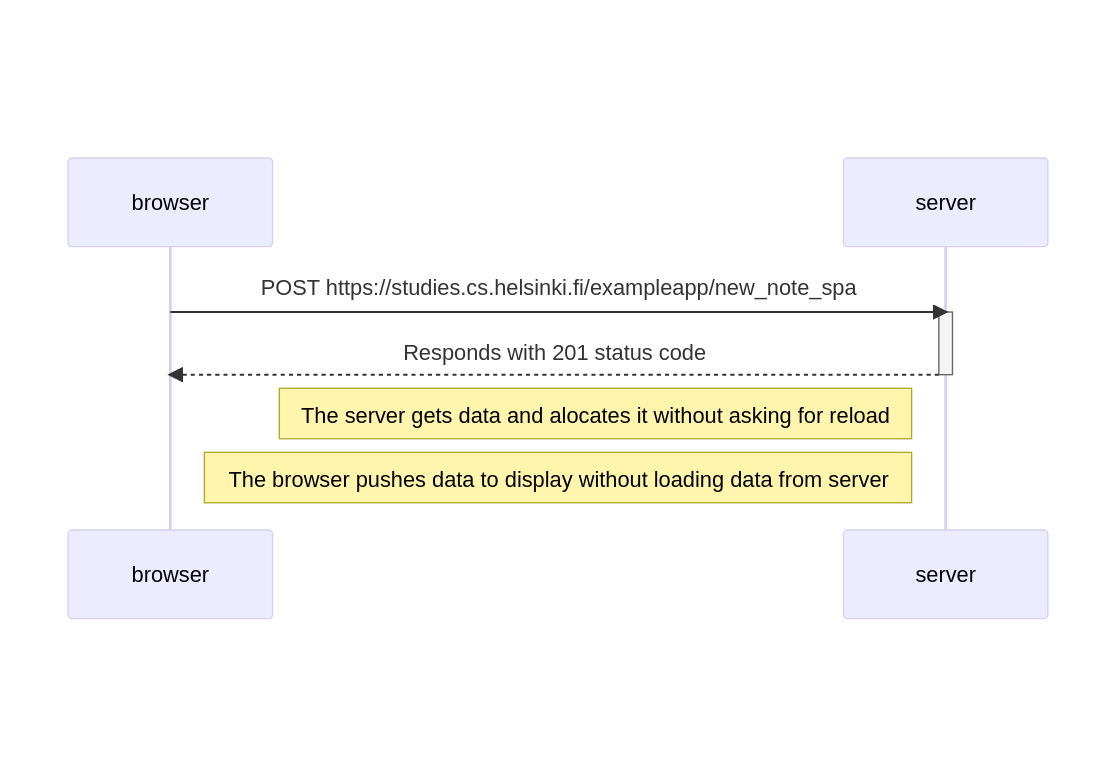 browser
server
POST https://studies.cs.helsinki.fi/exampleapp/new_note_spa
Responds with 201 status code
The server gets data and alocates it without asking for reload
The browser pushes data to display without loading data from server
browser
server